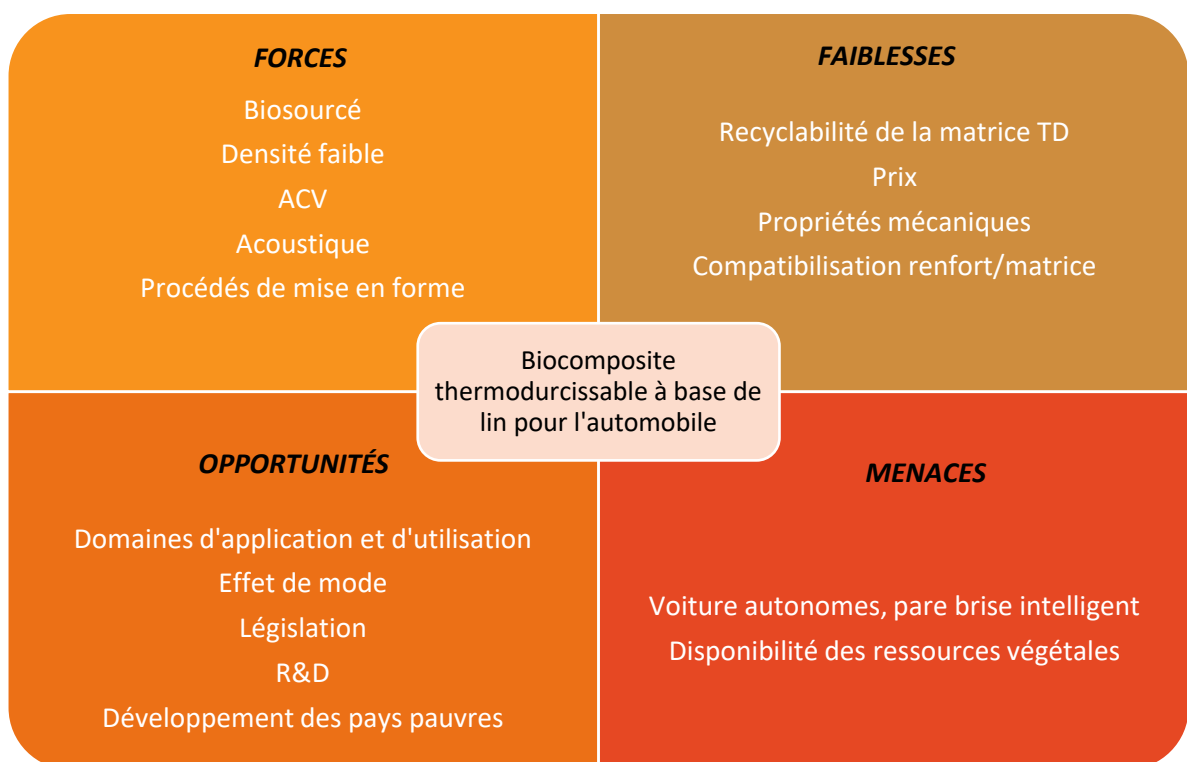 FORCES
Biosourcé
Densité faible
ACV
Acoustique
Procédés de mise en forme
FAIBLESSES
Recyclabilité de la matrice TD
Prix
Propriétés mécaniques
Compatibilisation renfort/matrice
Biocomposite
thermodurcissable à base de
lin pour l'automobile
OPPORTUNITÉS
Domaines d'application et d'utilisation
Effet de mode
Législation
R&D
Développement des pays pauvres
MENACES
Voiture autonomes, pare brise intelligent
Disponibilité des ressources végétales